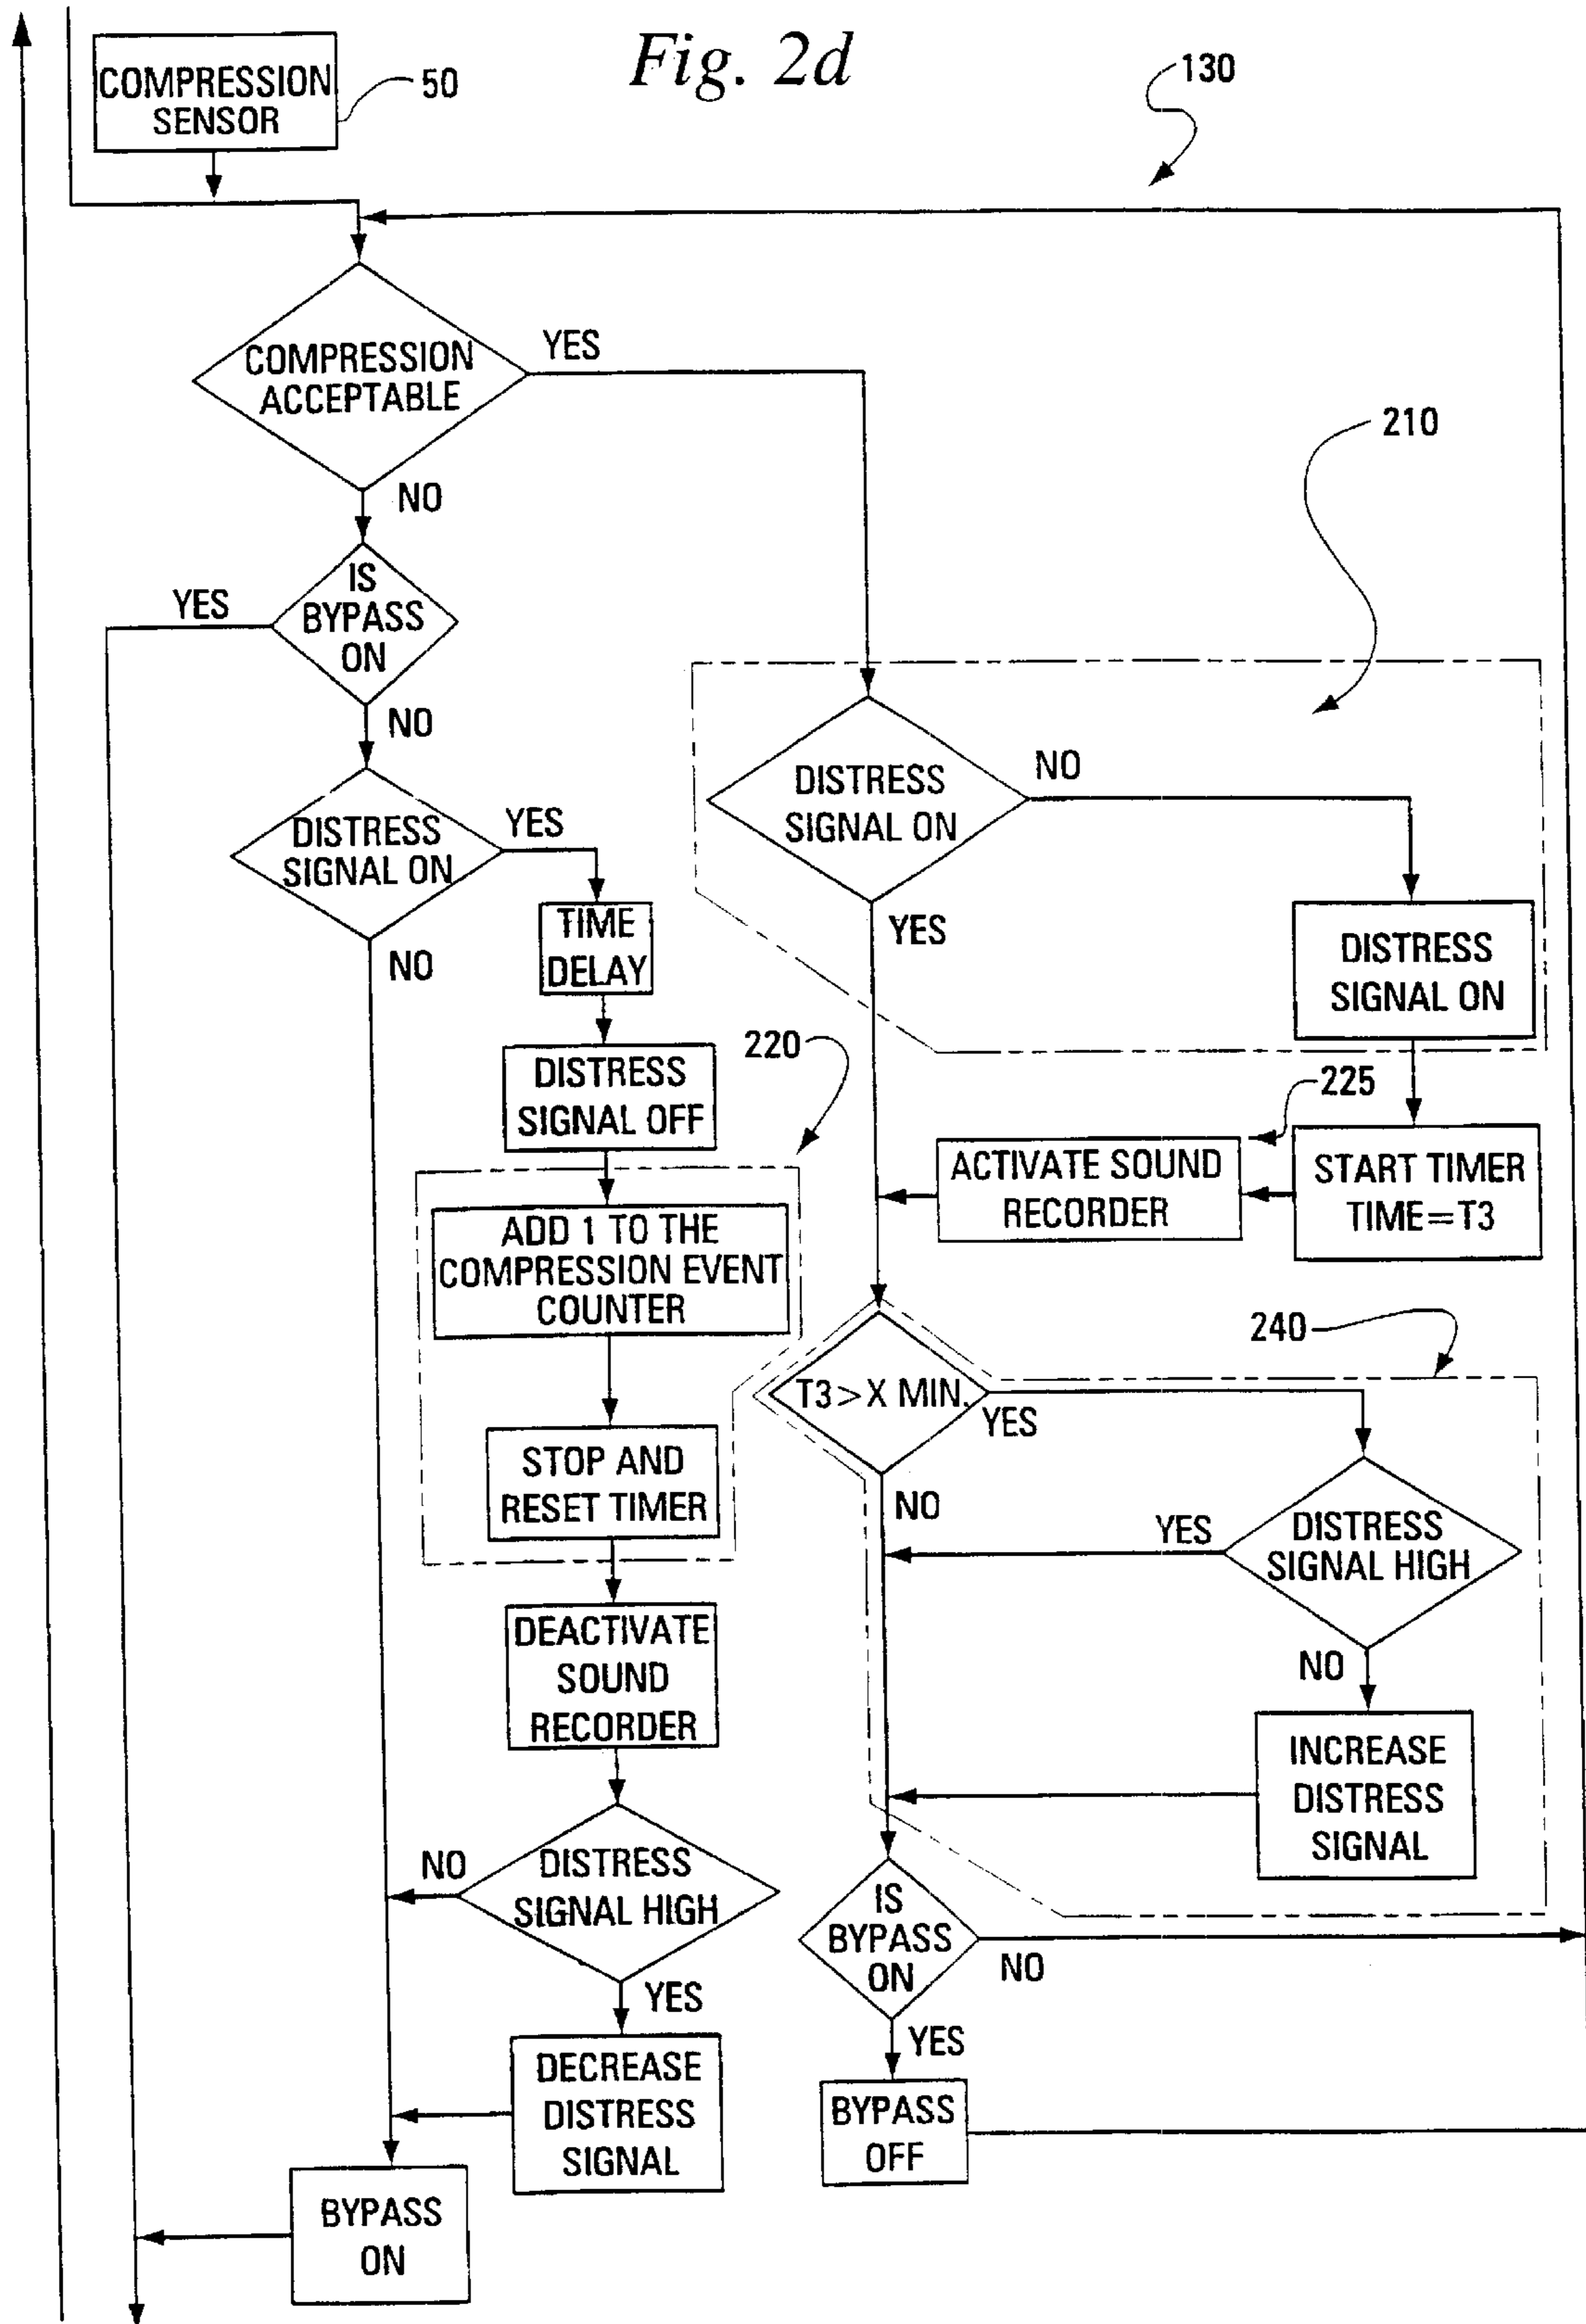 Fig. 2d
COMPRESSION
SENSOR
50
130
COMPRESSION
ACCEPTABLE
YES
NO
210
IS
BYPASS
ON
YES
NO
DISTRESS
SIGNAL ON
YES
NO
DISTRESS
SIGNAL ON
NO
YES
TIME
DELAY
DISTRESS
SIGNAL ON
DISTRESS
SIGNAL OFF
220
225
ACTIVATE SOUND
RECORDER
START TIMER
TIME=T3
ADD 1 TO THE
COMPRESSION EVENT
COUNTER
240
T3>X MIN.
YES
NO
STOP AND
RESET TIMER
DISTRESS
SIGNAL HIGH
YES
NO
DEACTIVATE
SOUND
RECORDER
INCREASE
DISTRESS
SIGNAL
DISTRESS
SIGNAL HIGH
NO
YES
IS
BYPASS
ON
NO
YES
DECREASE
DISTRESS
SIGNAL
BYPASS
OFF
BYPASS
ON